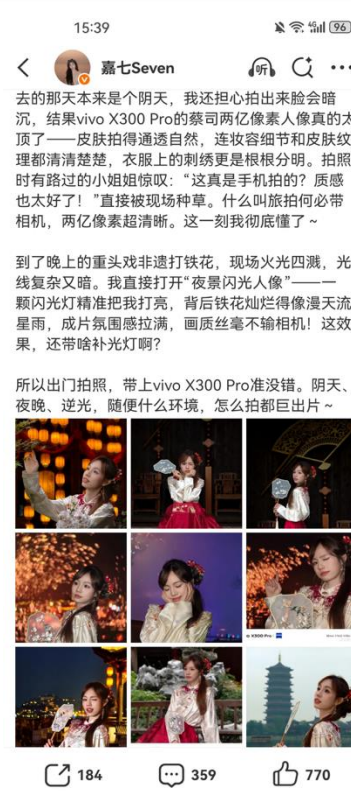 15:39
96
嘉七Seven
听
去的那天本来是个阴天，我还担心拍出来脸会暗
沉，结果vivo X300 Pro的蔡司两亿像素人像真的太
顶了——皮肤拍得通透自然，连妆容细节和皮肤纹
理都清清楚楚，衣服上的刺绣更是根根分明。拍照
时有路过的小姐姐惊叹：“这真是手机拍的？质感
也太好了！”直接被现场种草。什么叫旅拍何必带
相机，两亿像素超清晰。这一刻我彻底懂了～
到了晚上的重头戏非遗打铁花，现场火光四溅，光
线复杂又暗。我直接打开“夜景闪光人像”——一
颗闪光灯精准把我打亮，背后铁花灿烂得像漫天流
星雨，成片氛围感拉满，画质丝毫不输相机！这效
果，还带啥补光灯啊？
所以出门拍照，带上vivo X300 Pro准没错。阴天、
夜晚、逆光，随便什么环境，怎么拍都巨出片～
X300 Pro
184
359
770